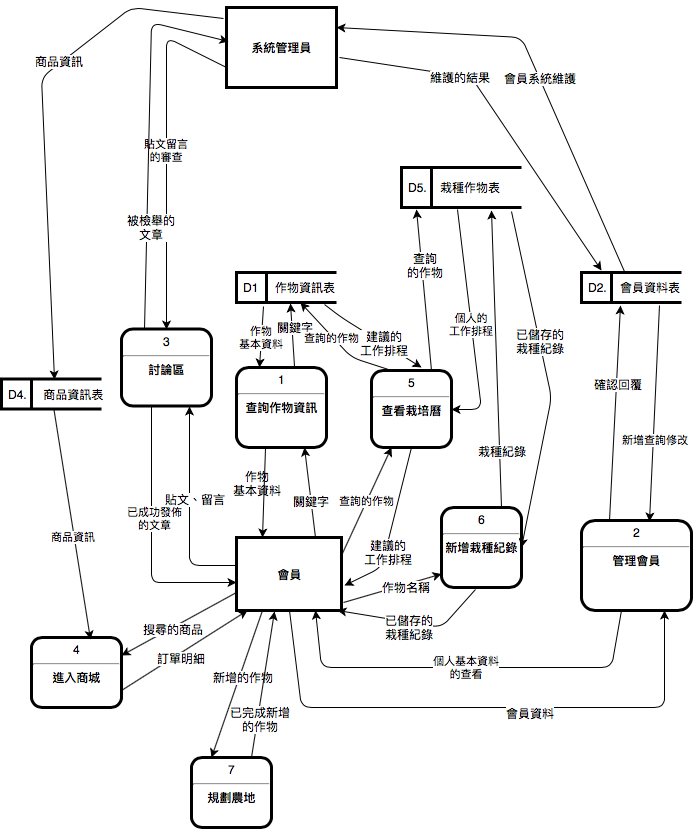 系統管理員
商品資訊
維護的結果
會員系統維護
貼文留言
的審查
D5.
栽種作物表
被檢舉的
文章
查詢
的作物
D1
作物資訊表
D2.
會員資料表
個人的
工作排程
作物
基本資料
關鍵字
查詢的作物
建議的
工作排程
已儲存的
栽種紀錄
3
討論區
1
查詢作物資訊
5
查看栽培曆
D4.
商品資訊表
確認回覆
新增查詢修改
栽種紀錄
作物
基本資料
關鍵字
查詢的作物
貼文、留言
已成功發佈
的文章
商品資訊
6
新增栽種紀錄
2
管理會員
建議的
工作排程
會員
作物名稱
已儲存的
栽種紀錄
搜尋的商品
訂單明細
4
進入商城
個人基本資料
的查看
新增的作物
已完成新增
的作物
會員資料
7
規劃農地